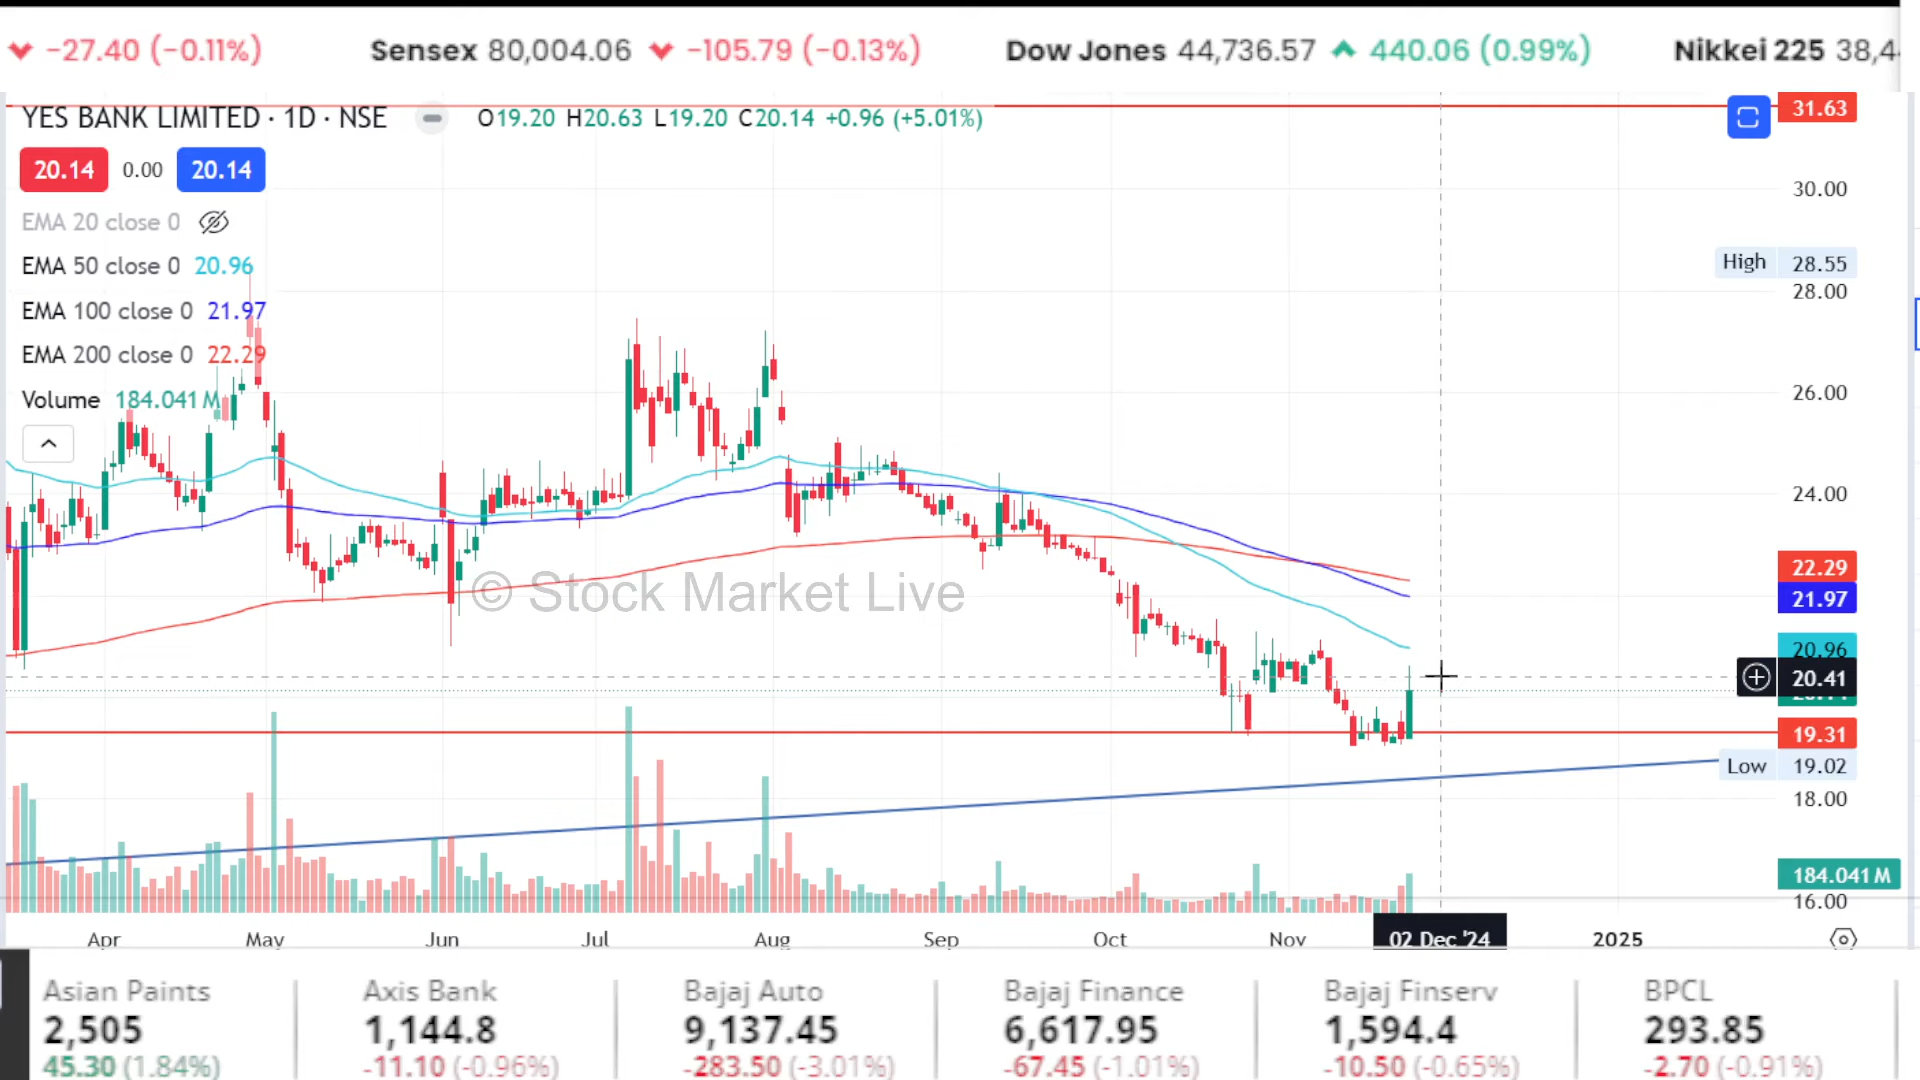 -27.40 (-0.11%) Sensex 80,004.06 -105.79 (-0.13%) Dow Jones 44,736.57 440.06 (0.99%) Nikkei 225
YES BANK LIMITED · 1D · NSE O19.20 H20.63 L19.20 C20.14 +0.96 (+5.01%)
31.63
20.14 0.00 20.14
30.00
EMA 20 close 0
EMA 50 close 0 20.96
High 28.55
28.00
EMA 100 close 0 21.97
EMA 200 close 0 22.29
Volume 184.041 M
26.00
24.00
© Stock Market Live
22.29
21.97
20.96
20.41
19.31
Low 19.02
18.00
184.041 M
16.00
Apr May Jun Jul Aug Sep Oct Nov 02 Dec '24 2025
Asian Paints Axis Bank Bajaj Auto Bajaj Finance Bajaj Finserv BPCL
2,505 1,144.8 9,137.45 6,617.95 1,594.4 293.85
45.30 (1.84%) -11.10 (-0.96%) -283.50 (-3.01%) -67.45 (-1.01%) -10.50 (-0.65%) -2.70 (-0.91%)